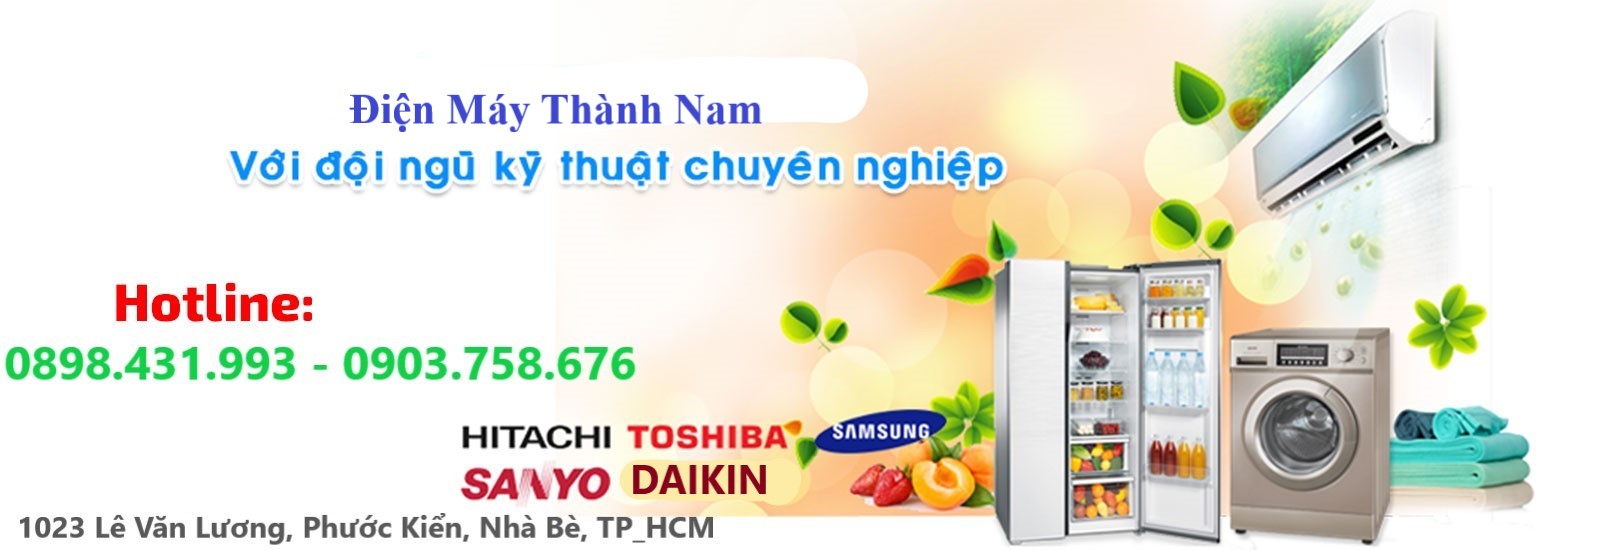 Điện Máy Thành Nam
Với đội ngũ kỹ thuật chuyên nghiệp
Hotline:
0898.431.993 - 0903.758.676
HITACHI TOSHIBA SAMSUNG
SANYO DAIKIN
1023 Lê Văn Lương, Phước Kiển, Nhà Bè, TP_HCM